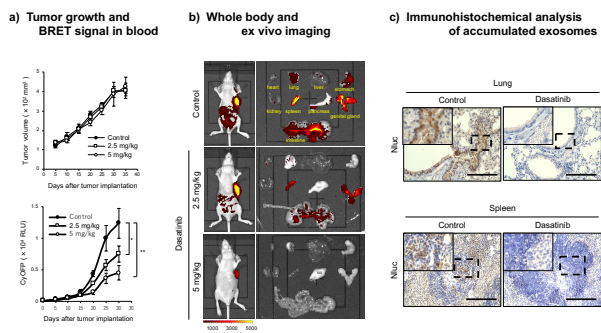 a) Tumor growth and
BRET signal in blood
b) Whole body and
ex vivo imaging
c) Immunohistochemical analysis
of accumulated exosomes
Tumor volume ( × 10² mm³ )
5
4
3
2
1
0
Control
2.5 mg/kg
5 mg/kg
0 5 10 15 20 25 30 35 40
Days after tumor implantation
CyOFP ( × 10⁴ RLU)
1.5
1
0.5
0
Control
2.5 mg/kg
5 mg/kg
*
**
0 5 10 15 20 25 30 35
Days after tumor implantation
Control
Dasatinib
2.5 mg/kg
5 mg/kg
heart lung liver stomach
kidney spleen pancreas genital gland
intestine
1000 3000 5000
Lung
Control Dasatinib
Nluc
Spleen
Control Dasatinib
Nluc